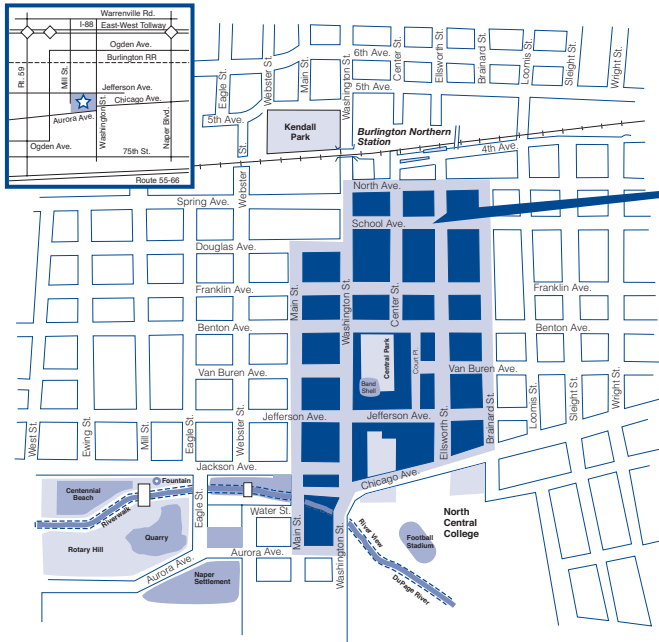 Warrenville Rd.
I-88
East-West Tollway
Ogden Ave.
Burlington RR
Rt. 59
Mill St.
Jefferson Ave.
Chicago Ave.
Aurora Ave.
Washington St.
Naper Blvd.
Ogden Ave.
75th St.
Route 55-66
Eagle St.
Webster St.
Main St.
Washington St.
Center St.
Ellsworth St.
Brainard St.
Loomis St.
Sleight St.
Wright St.
6th Ave.
5th Ave.
5th Ave.
Kendall
Park
Burlington Northern
Station
4th Ave.
Webster
St.
North Ave.
Spring Ave.
School Ave.
Douglas Ave.
Franklin Ave.
Main St.
Washington St.
Center St.
Franklin Ave.
Benton Ave.
Benton Ave.
Central Park
Court Pl.
Van Buren Ave.
Van Buren Ave.
Band
Shell
Jefferson Ave.
Jefferson Ave.
West St.
Ewing St.
Mill St.
Eagle St.
Webster St.
Ellsworth St.
Brainard St.
Loomis St.
Sleight St.
Wright St.
Jackson Ave.
Chicago Ave.
Fountain
Centennial
Beach
Riverwalk
Eagle St.
Water St.
Main St.
Washington St.
North
Central
College
Quarry
Rotary Hill
Aurora Ave.
Aurora Ave.
River View
Football
Stadium
Naper
Settlement
DuPage River